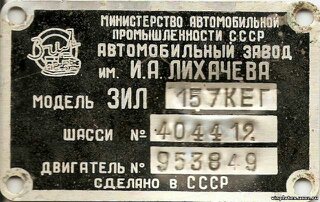 МИНИСТЕРСТВО АВТОМОБИЛЬНОЙ
ПРОМЫШЛЕННОСТИ СССР
АВТОМОБИЛЬНЫЙ ЗАВОД
ИМ. И.А. ЛИХАЧЕВА
МОДЕЛЬ ЗИЛ 157КЕГ
ШАССИ № 404412
ДВИГАТЕЛЬ № 953849
СДЕЛАНО В СССР